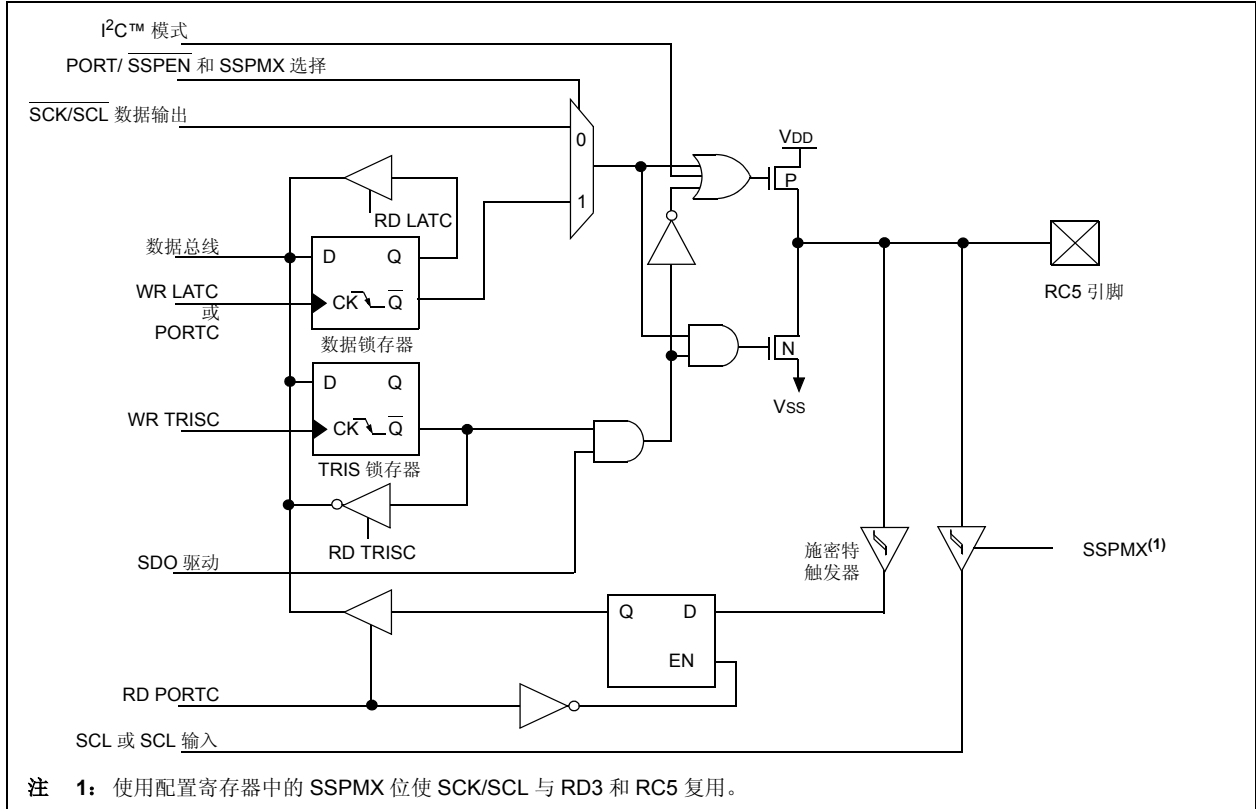 I²C™ 模式
PORT/ SSPEN 和 SSPMX 选择
SCK/SCL 数据输出
0
1
VDD
P
RD LATC
数据总线
D Q
WR LATC
或
PORTC
CK Q
数据锁存器
RC5 引脚
N
VSS
D Q
WR TRISC
CK Q
TRIS 锁存器
RD TRISC
SDO 驱动
施密特
触发器
SSPMX(1)
Q D
EN
RD PORTC
SCL 或 SCL 输入
注 1: 使用配置寄存器中的 SSPMX 位使 SCK/SCL 与 RD3 和 RC5 复用。